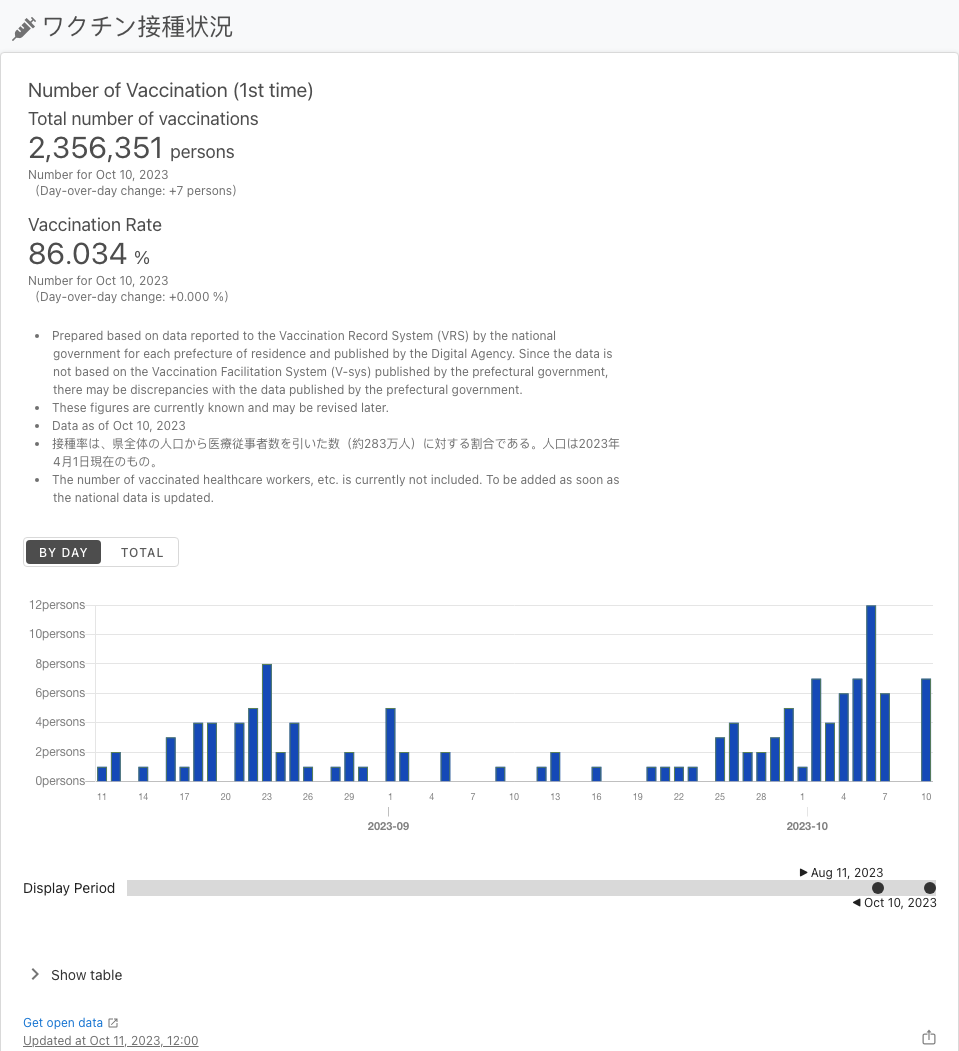 ワクチン接種状況
Number of Vaccination (1st time)
Total number of vaccinations
2,356,351 persons
Number for Oct 10, 2023
(Day-over-day change: +7 persons)
Vaccination Rate
86.034 %
Number for Oct 10, 2023
(Day-over-day change: +0.000 %)
• Prepared based on data reported to the Vaccination Record System (VRS) by the national
government for each prefecture of residence and published by the Digital Agency. Since the data is
not based on the Vaccination Facilitation System (V-sys) published by the prefectural government,
there may be discrepancies with the data published by the prefectural government.
• These figures are currently known and may be revised later.
• Data as of Oct 10, 2023
• 接種率は、県全体の人口から医療従事者数を引いた数（約283万人）に対する割合である。人口は2023年
4月1日現在のもの。
• The number of vaccinated healthcare workers, etc. is currently not included. To be added as soon as
the national data is updated.
BY DAY TOTAL
12persons
10persons
8persons
6persons
4persons
2persons
0persons
11 14 17 20 23 26 29 1 4 7 10 13 16 19 22 25 28 1 4 7 10
2023-09 2023-10
Aug 11, 2023
Display Period
Oct 10, 2023
Show table
Get open data
Updated at Oct 11, 2023, 12:00